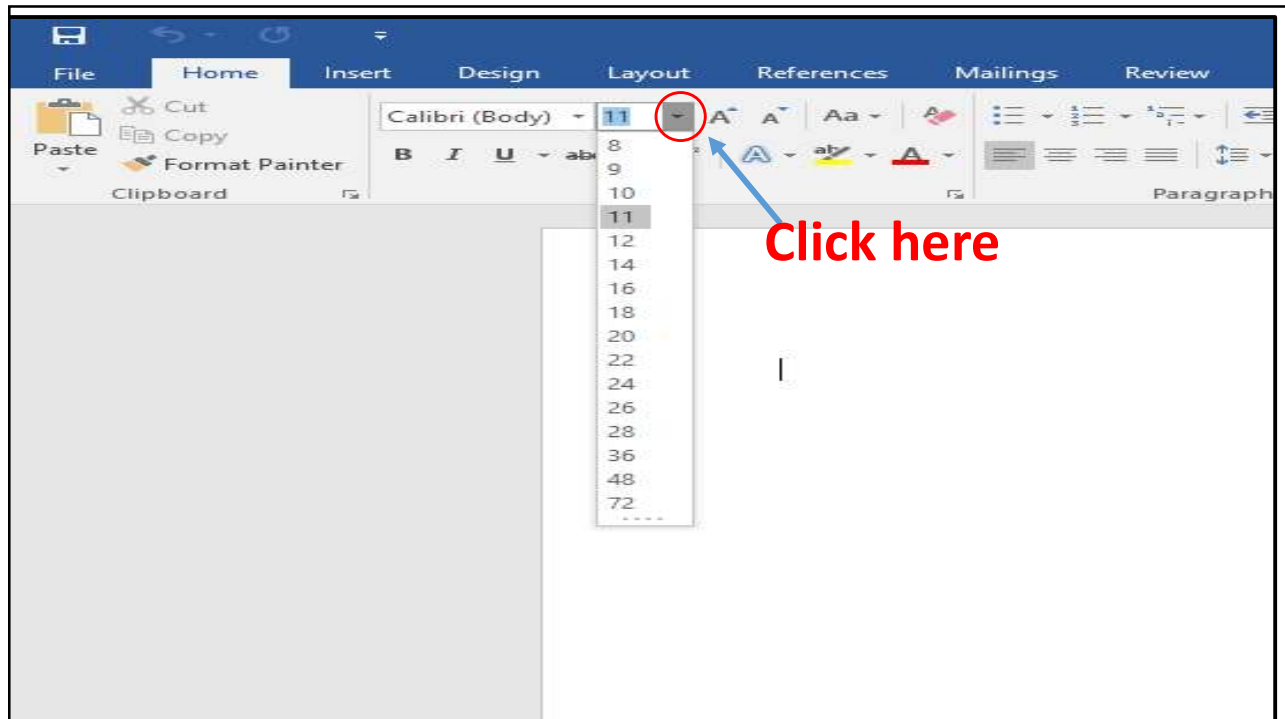 File Home Insert Design Layout References Mailings Review
Cut
Copy
Paste
Format Painter
Clipboard
Calibri (Body) 11
A A Aa
B I U
A A
Paragraph
8
9
10
11
12
14
16
18
20
22
24
26
28
36
48
72
Click here